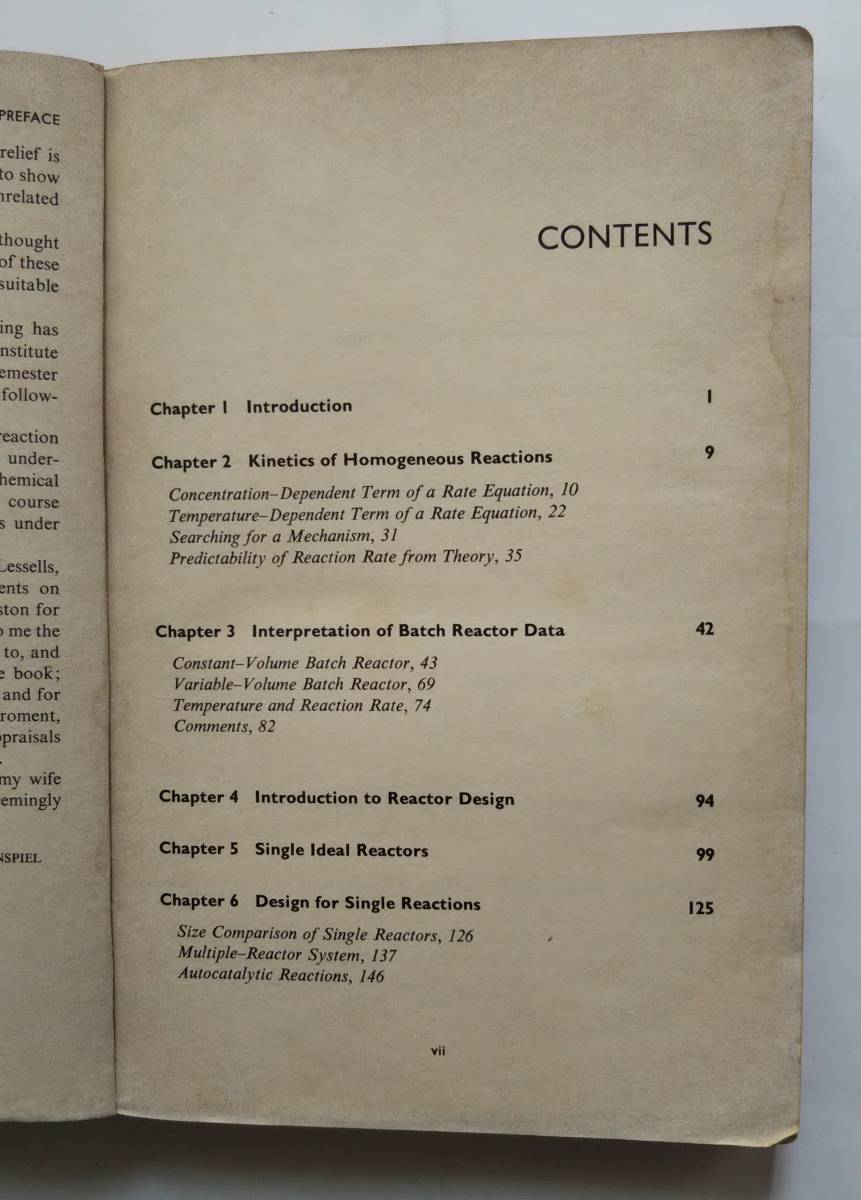 PREFACE
relief is
to show
related
thought
of these
suitable
ing has
nstitute
emester
follow-
reaction
under-
hemical
course
s under
Lessells,
ents on
ston for
o me the
to, and
e book;
and for
roment,
praisals
.
my wife
emingly
NSPIEL
CONTENTS
Chapter 1 Introduction 1
Chapter 2 Kinetics of Homogeneous Reactions 9
Concentration–Dependent Term of a Rate Equation, 10
Temperature–Dependent Term of a Rate Equation, 22
Searching for a Mechanism, 31
Predictability of Reaction Rate from Theory, 35
Chapter 3 Interpretation of Batch Reactor Data 42
Constant–Volume Batch Reactor, 43
Variable–Volume Batch Reactor, 69
Temperature and Reaction Rate, 74
Comments, 82
Chapter 4 Introduction to Reactor Design 94
Chapter 5 Single Ideal Reactors 99
Chapter 6 Design for Single Reactions 125
Size Comparison of Single Reactors, 126
Multiple–Reactor System, 137
Autocatalytic Reactions, 146
vii